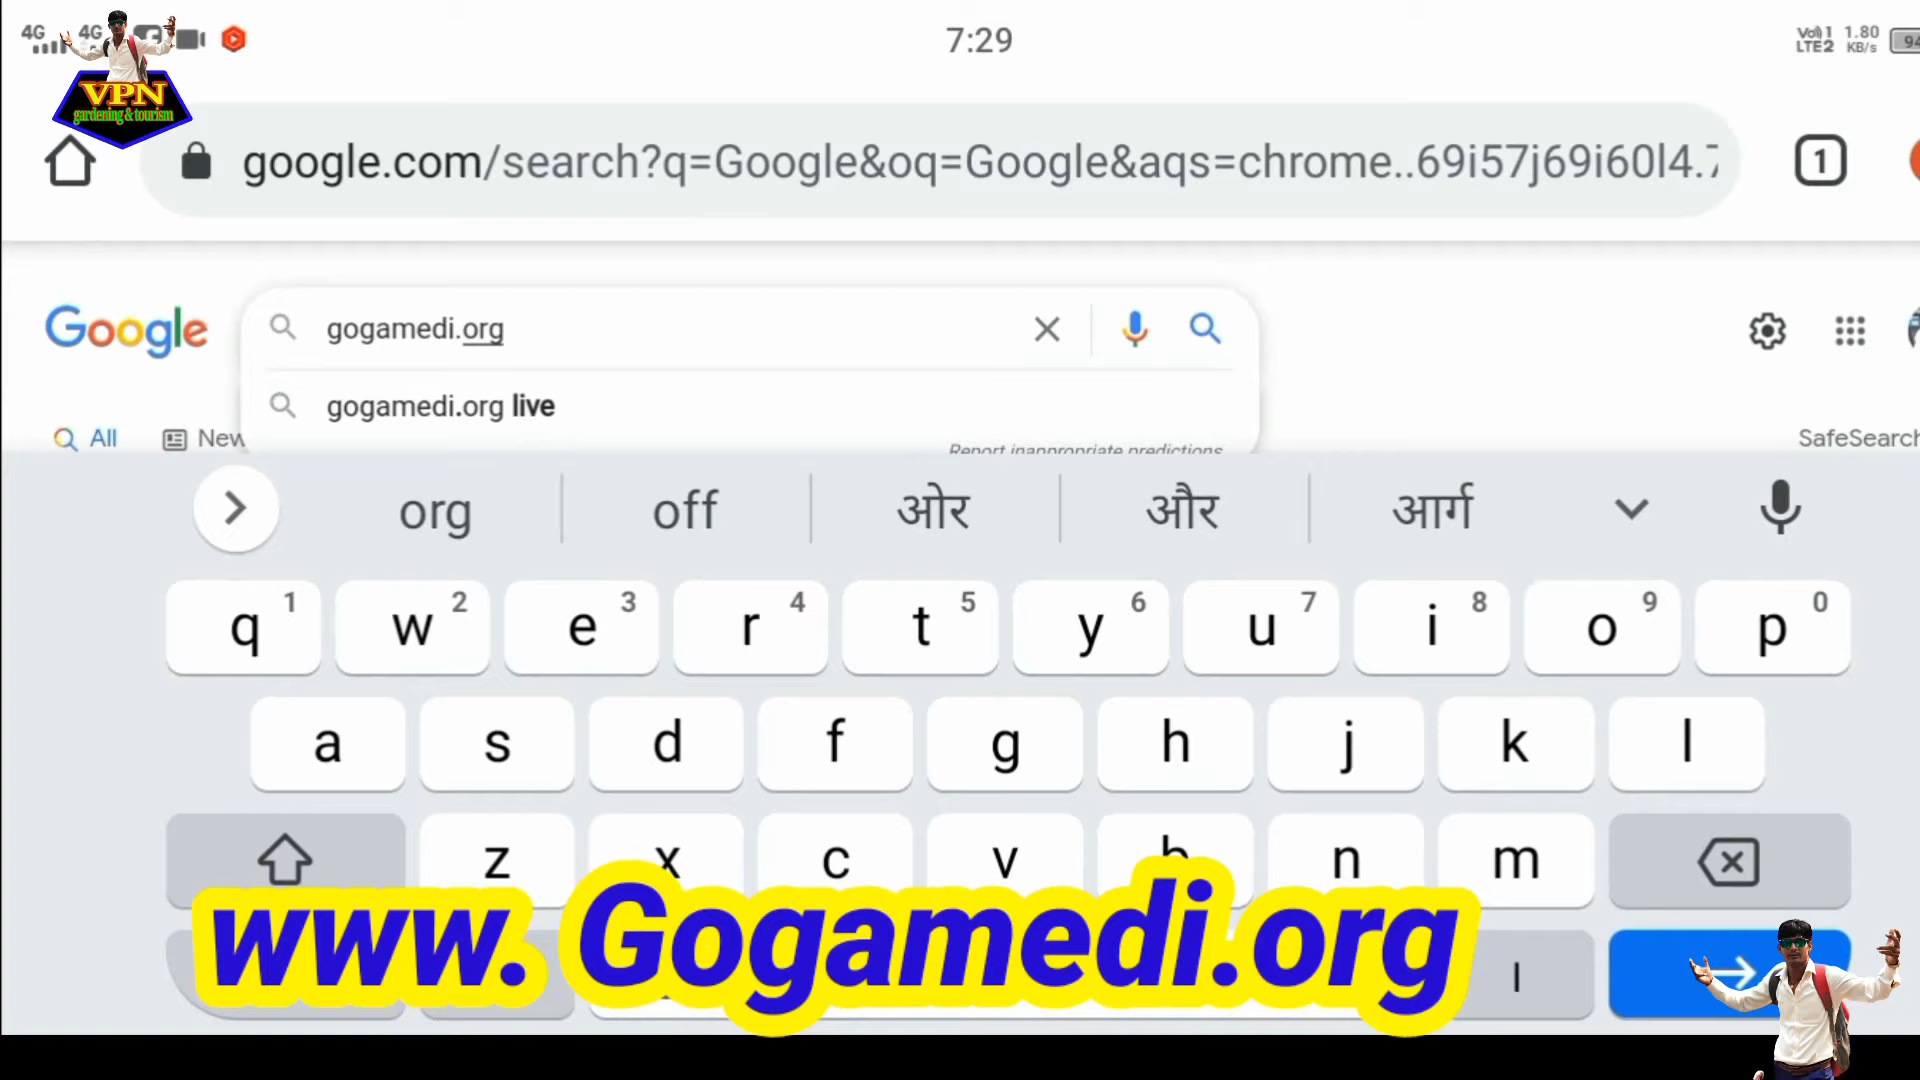 4G 4G 7:29 Vo) 1 LTE2 1.80 KB/s 94
VPN
gardening & tourism
google.com/search?q=Google&oq=Google&aqs=chrome..69i57j69i60l4.7
1
Google
gogamedi.org
gogamedi.org live
All
New
Report inappropriate predictions
SafeSearch
org off ओर और आर्ग
q 1 w 2 e 3 r 4 t 5 y 6 u 7 i 8 o 9 p 0
a s d f g h j k l
z x c v b n m
www. Gogamedi.org